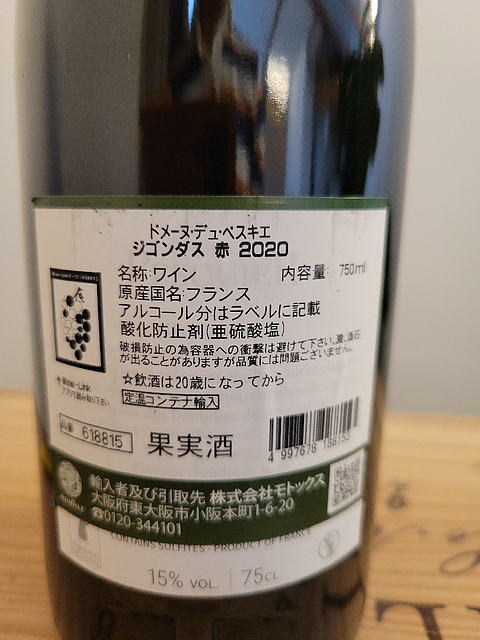 ドメーヌ・デュ・ペスキエ
ジゴンダス 赤 2020
名称:ワイン 内容量: 750ml
原産国名:フランス
アルコール分はラベルに記載
酸化防止剤(亜硫酸塩)
破損防止の為容器への衝撃は避けて下さい。澱、酒石
が出ることがありますが品質には問題ございません。
☆飲酒は20歳になってから
Wine-Link
定温コンテナ輸入
品番 618815
果実酒
4 997678 188153
輸入者及び引取先 株式会社モトックス
大阪府東大阪市小阪本町1-6-20
☎0120-344101
CONTAINS SULFITES - PRODUCT OF FRANCE
15% VOL. 75CL